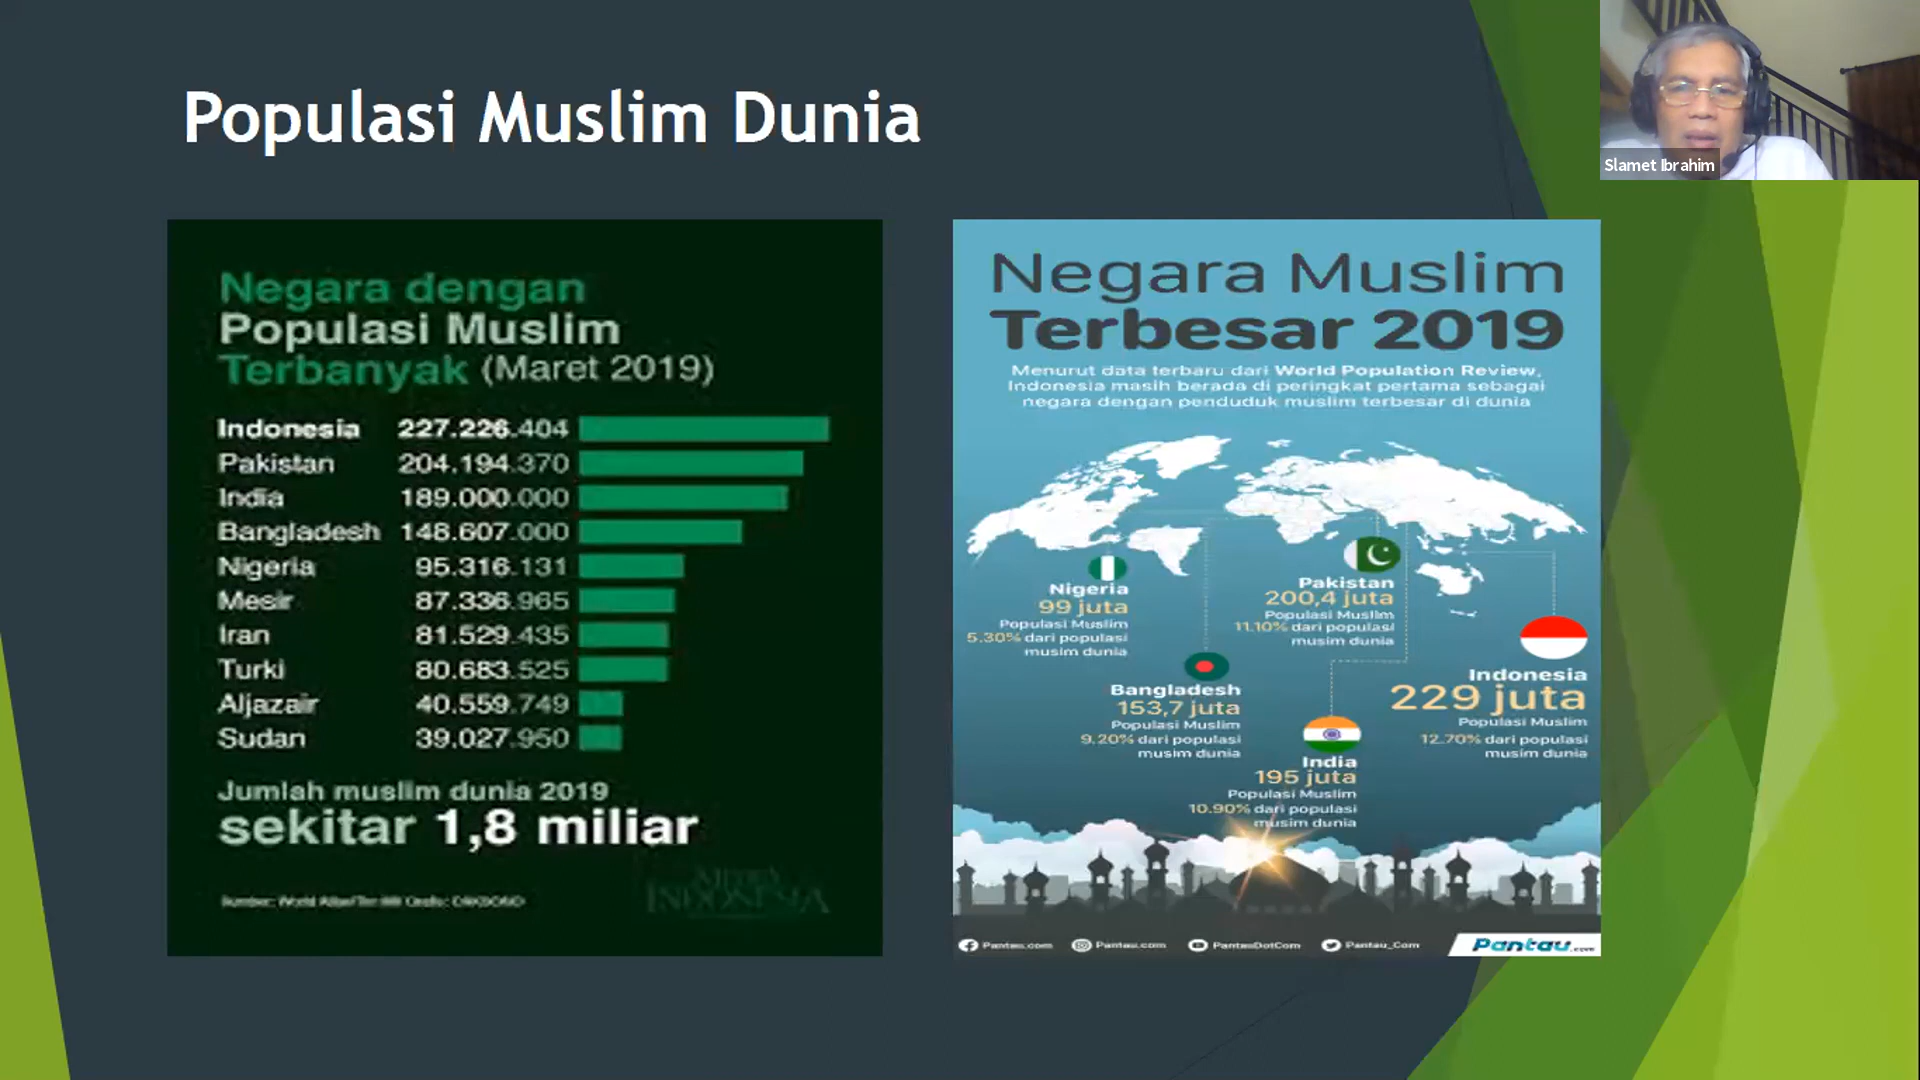 Populasi Muslim Dunia
Slamet Ibrahim
Negara dengan
Populasi Muslim
Terbanyak (Maret 2019)
Indonesia 227.226.404
Pakistan 204.194.370
India 189.000.000
Bangladesh 148.607.000
Nigeria 95.316.131
Mesir 87.336.965
Iran 81.529.435
Turki 80.683.525
Aljazair 40.559.749
Sudan 39.027.950
Jumlah muslim dunia 2019
sekitar 1,8 miliar
Sumber: World
MEDIA
INDONESIA
Negara Muslim
Terbesar 2019
Menurut data terbaru dari World Population Review,
Indonesia masih berada di peringkat pertama sebagai
negara dengan penduduk muslim terbesar di dunia
Nigeria
99 juta
Populasi Muslim
5.30% dari populasi
musim dunia
Pakistan
200,4 juta
Populasi Muslim
11.10% dari populasi
musim dunia
Bangladesh
153,7 juta
Populasi Muslim
9.20% dari populasi
musim dunia
India
195 juta
Populasi Muslim
10.90% dari populasi
musim dunia
Indonesia
229 juta
Populasi Muslim
12.70% dari populasi
musim dunia
Pantau.com Pantau.com PantauDotCom Pantau_Com Pantau.com